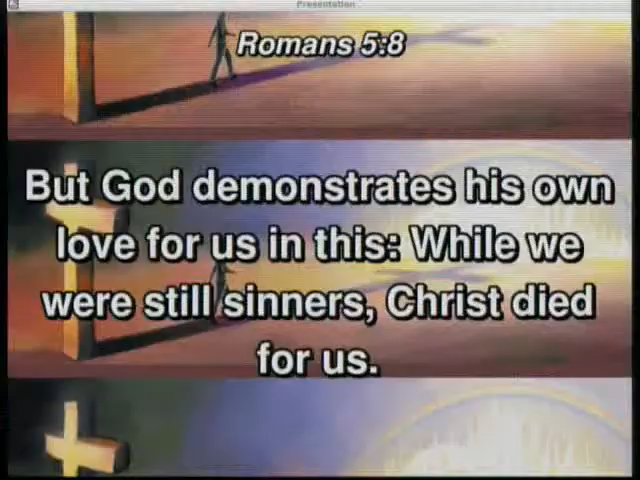 Presentation
Romans 5:8
But God demonstrates his own
love for us in this: While we
were still sinners, Christ died
for us.